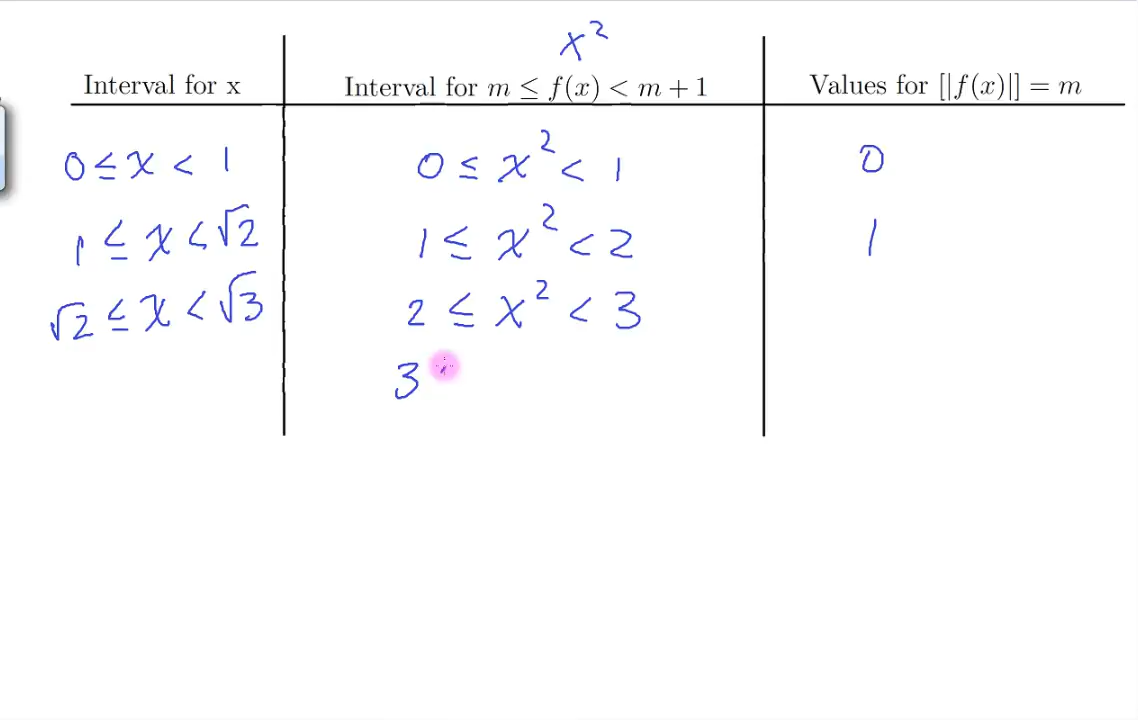 x²
Interval for x Interval for m ≤ f(x) < m + 1 Values for [|f(x)|] = m
0 ≤ x < 1 0 ≤ x² < 1 0
1 ≤ x < √2 1 ≤ x² < 2 1
√2 ≤ x < √3 2 ≤ x² < 3
3